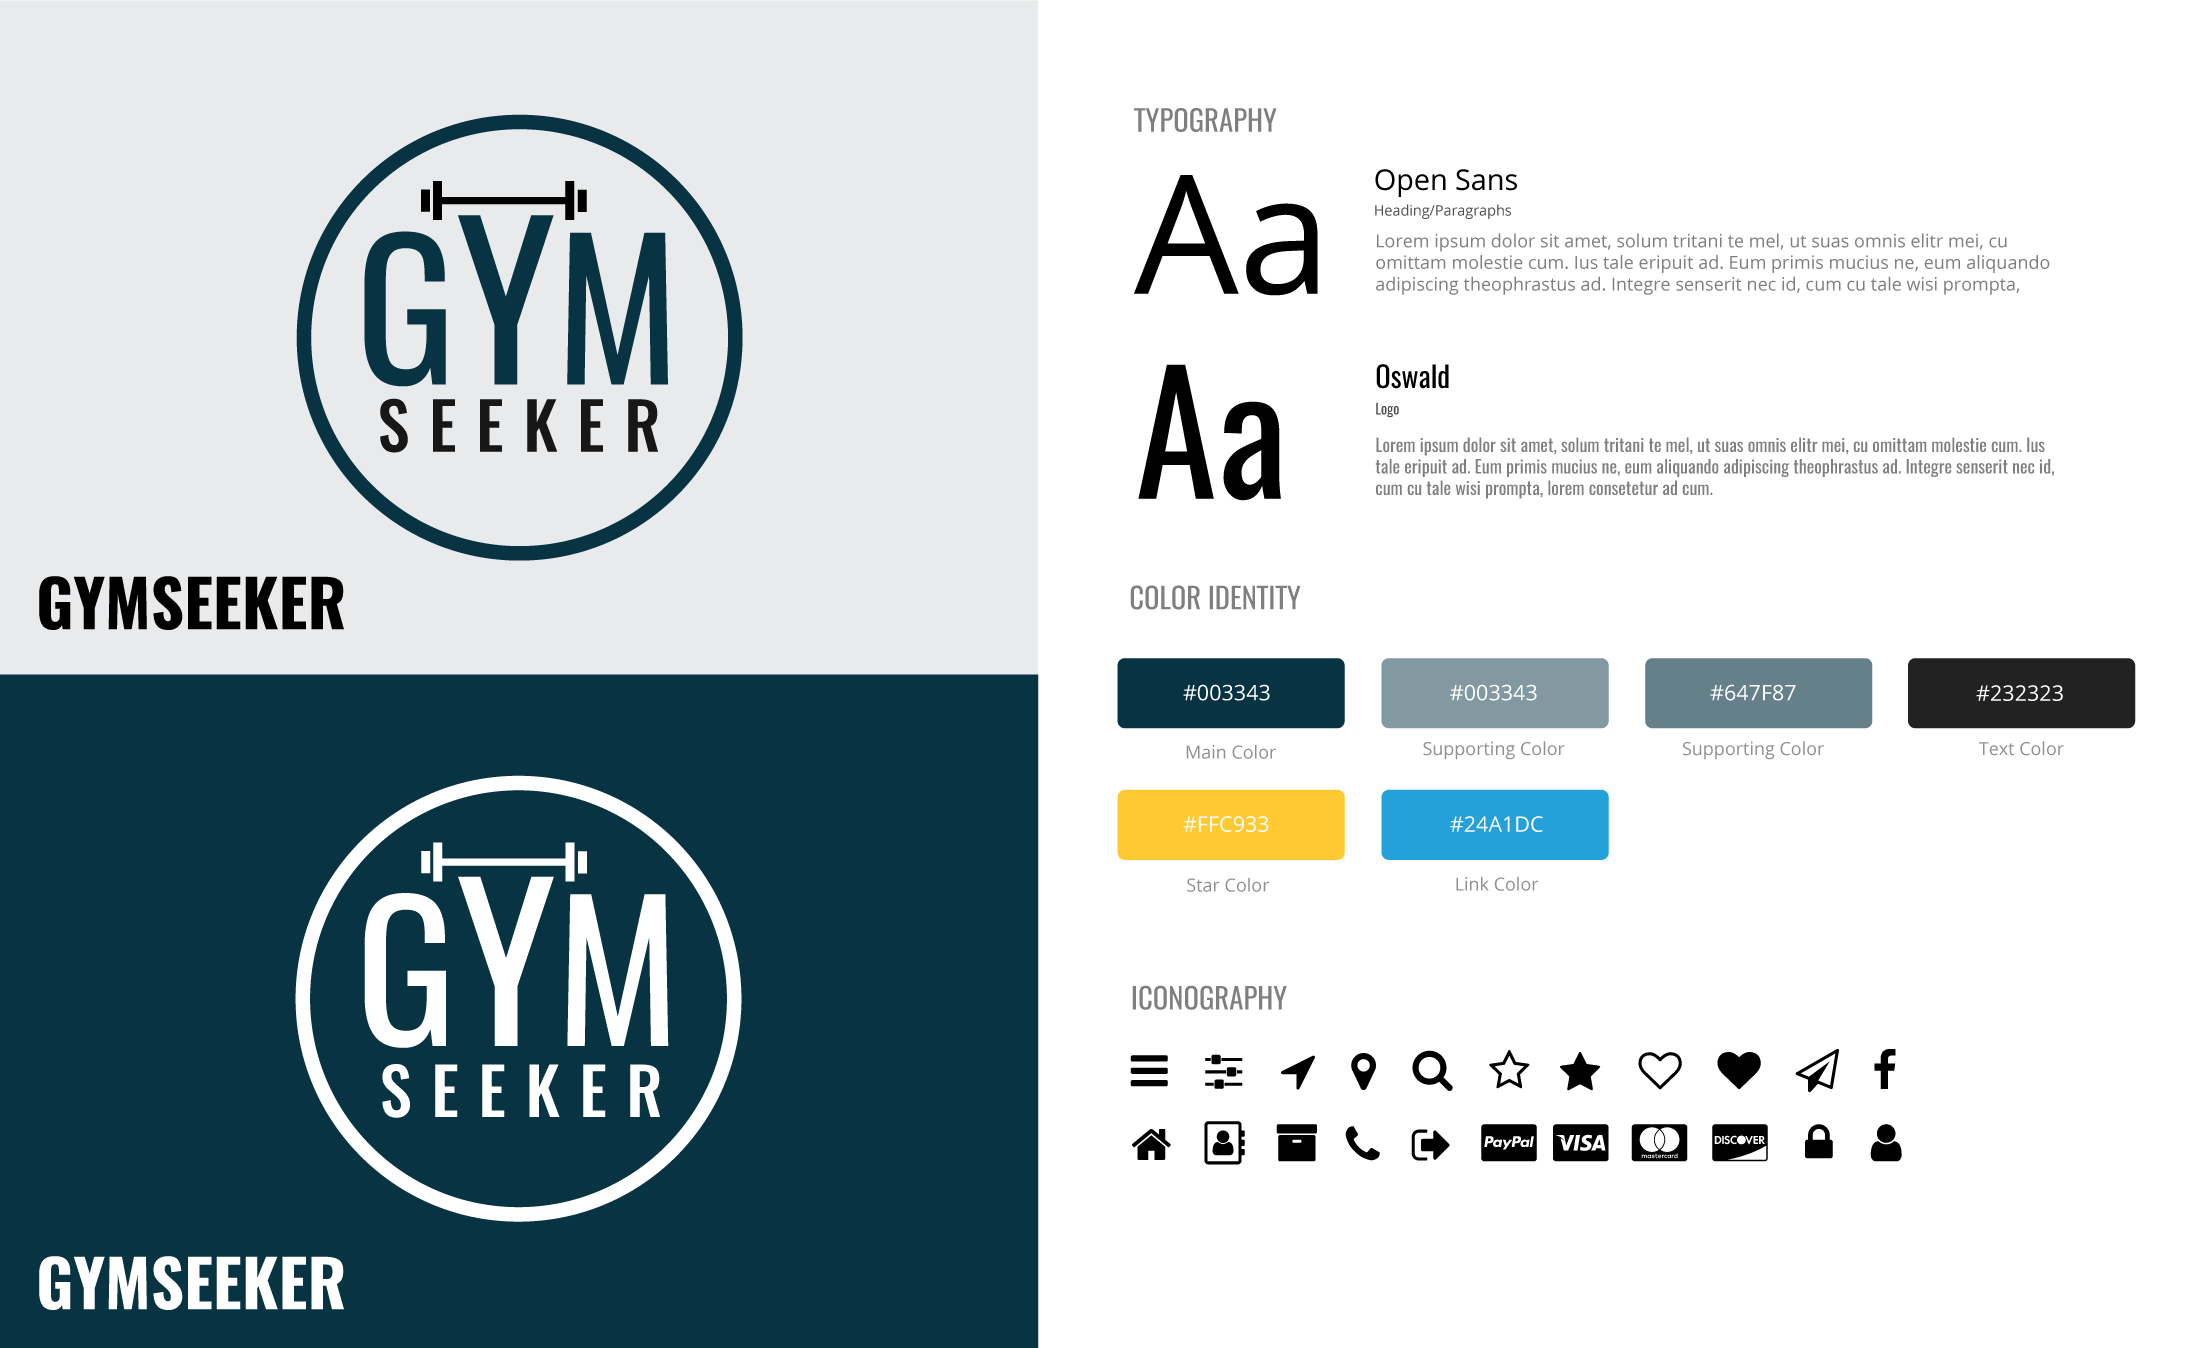 GYM
SEEKER
GYMSEEKER
GYM
SEEKER
GYMSEEKER
TYPOGRAPHY
Aa
Open Sans
Heading/Paragraphs
Lorem ipsum dolor sit amet, solum tritani te mel, ut suas omnis elitr mei, cu
omittam molestie cum. Ius tale eripuit ad. Eum primis mucius ne, eum aliquando
adipiscing theophrastus ad. Integre senserit nec id, cum cu tale wisi prompta,
Aa
Oswald
Logo
Lorem ipsum dolor sit amet, solum tritani te mel, ut suas omnis elitr mei, cu omittam molestie cum. Ius
tale eripuit ad. Eum primis mucius ne, eum aliquando adipiscing theophrastus ad. Integre senserit nec id,
cum cu tale wisi prompta, lorem consetetur ad cum.
COLOR IDENTITY
#003343
#003343
#647F87
#232323
Main Color
Supporting Color
Supporting Color
Text Color
#FFC933
#24A1DC
Star Color
Link Color
ICONOGRAPHY
PayPal
VISA
mastercard
DISCOVER